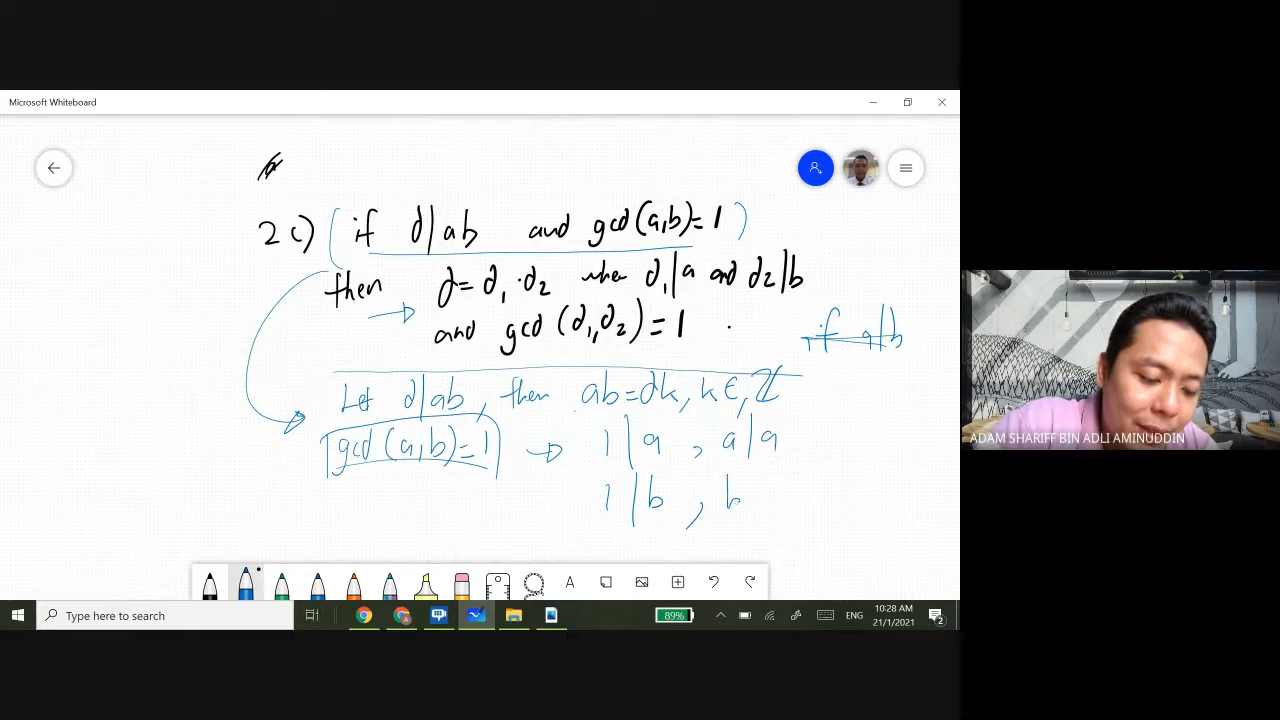 Microsoft Whiteboard
2c) if d|ab and gcd(a,b)=1
then d=d₁·d₂ when d₁|a and d2|b
and gcd(d₁,d₂)=1 .
if a|b
Let d|ab, then ab=dk, k∈, ℤ
gcd(a,b)=1 → 1|a , a|a
1|b , b
ADAM SHARIFF BIN ADLI AMINUDDIN
A
Type here to search
89%
ENG
10:28 AM
21/1/2021
2